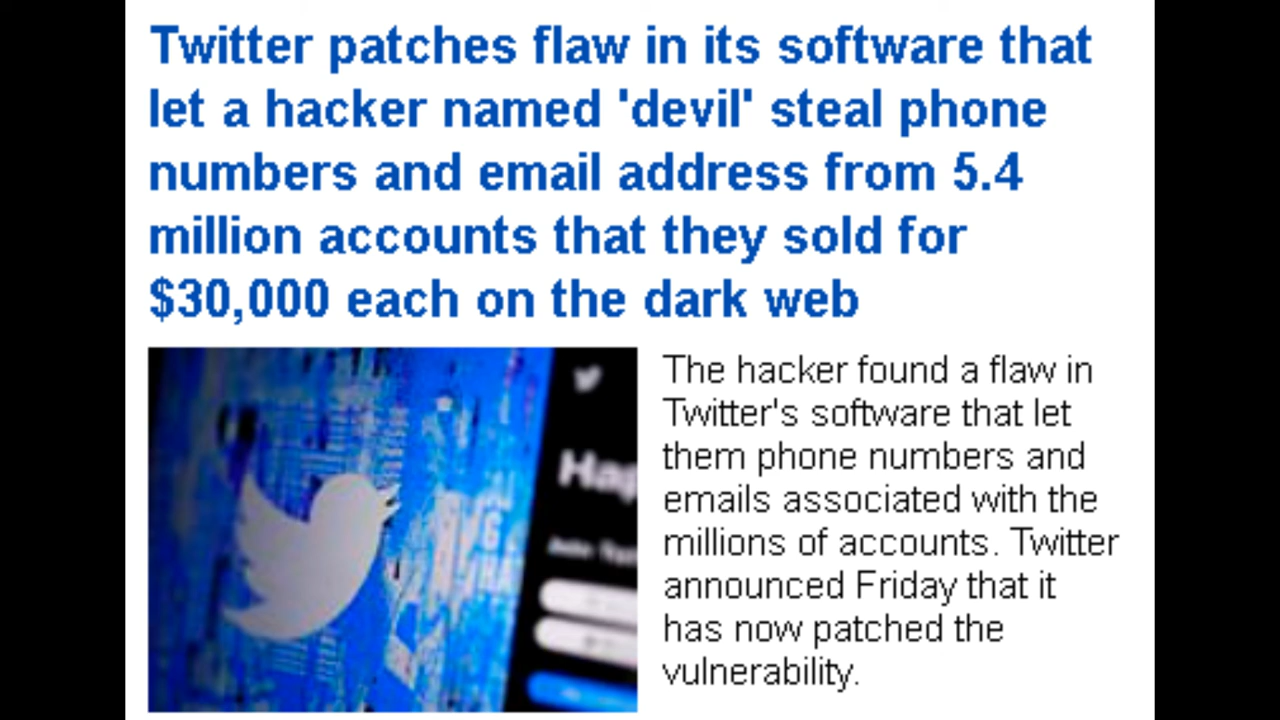 Twitter patches flaw in its software that
let a hacker named 'devil' steal phone
numbers and email address from 5.4
million accounts that they sold for
$30,000 each on the dark web
The hacker found a flaw in
Twitter's software that let
them phone numbers and
emails associated with the
millions of accounts. Twitter
announced Friday that it
has now patched the
vulnerability.